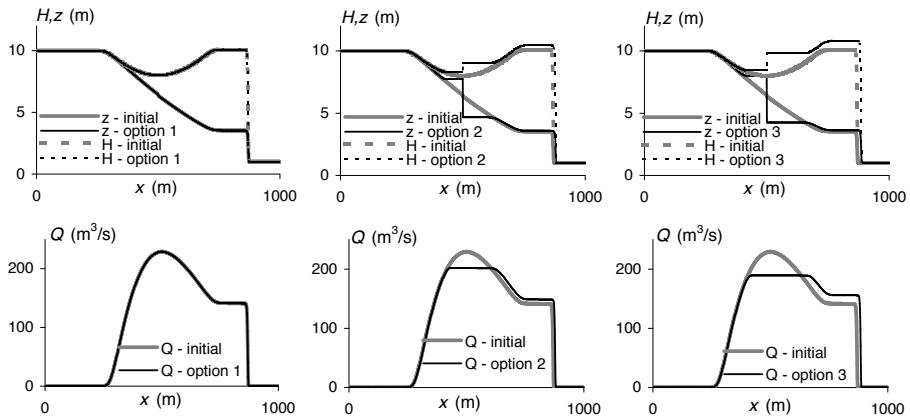 H,z (m)
10
5
0
z - initial
z - option 1
H - initial
H - option 1
0
x (m)
1000
H,z (m)
10
5
0
z - initial
z - option 2
H - initial
H - option 2
0
x (m)
1000
H,z (m)
10
5
0
z - initial
z - option 3
H - initial
H - option 3
0
x (m)
1000
Q (m³/s)
200
100
0
Q - initial
Q - option 1
0
x (m)
1000
Q (m³/s)
200
100
0
Q - initial
Q - option 2
0
x (m)
1000
Q (m³/s)
200
100
0
Q - initial
Q - option 3
0
x (m)
1000